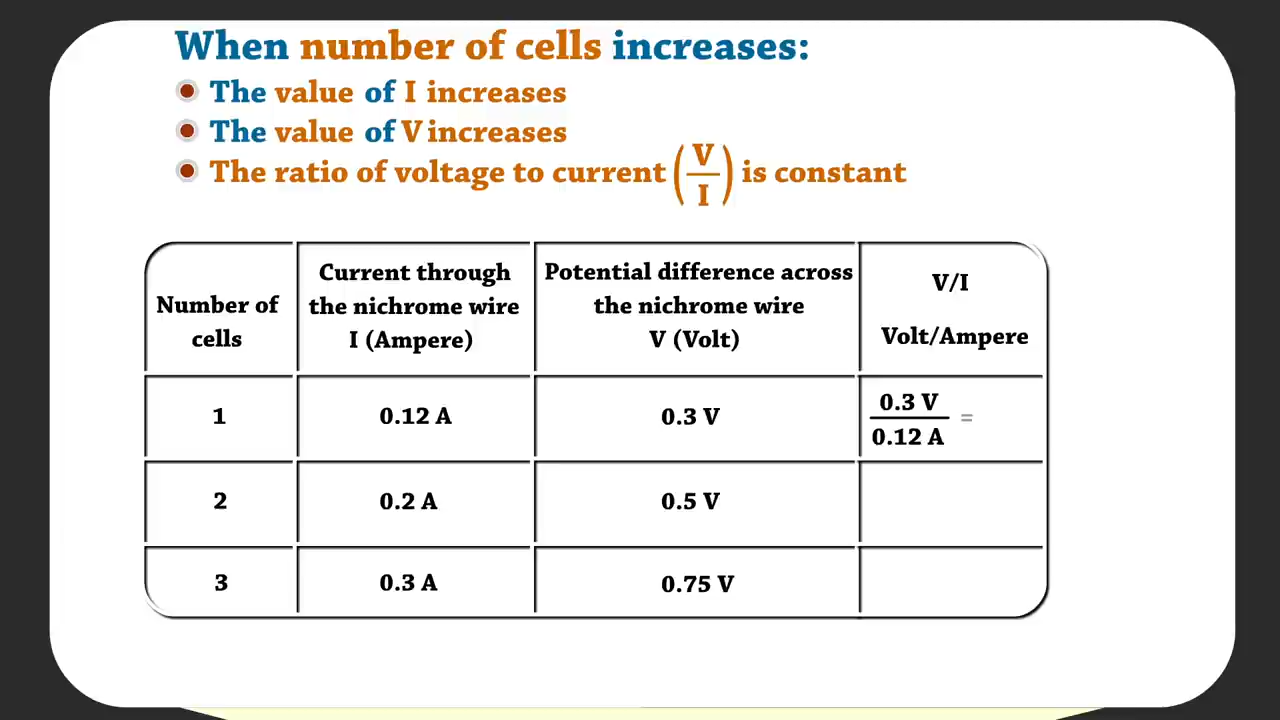 When number of cells increases:
The value of I increases
The value of V increases
The ratio of voltage to current (V/I) is constant
Number of cells
Current through the nichrome wire I (Ampere)
Potential difference across the nichrome wire V (Volt)
V/I Volt/Ampere
1 0.12 A 0.3 V 0.3 V / 0.12 A =
2 0.2 A 0.5 V
3 0.3 A 0.75 V